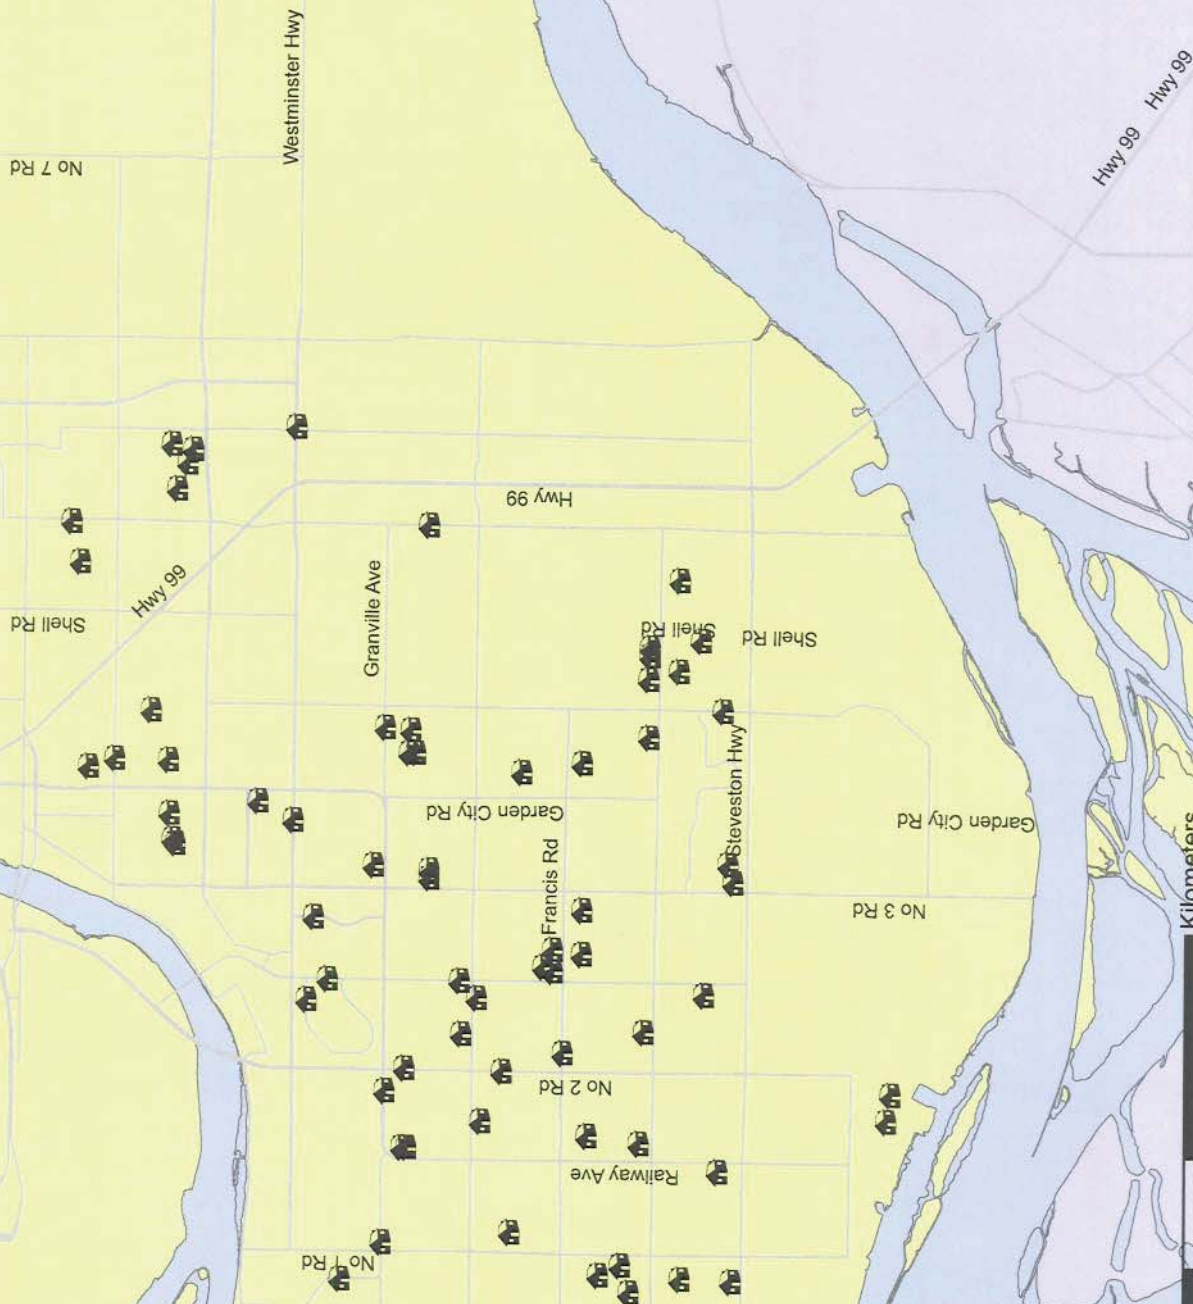 Westminster Hwy
No 7 Rd
Hwy 99
Hwy 99
Hwy 99
Hwy 99
Granville Ave
Shell Rd
Shell Rd
Shell Rd
Steveston Hwy
Garden City Rd
Garden City Rd
Francis Rd
No 3 Rd
No 2 Rd
Railway Ave
No 1 Rd
Kilometers